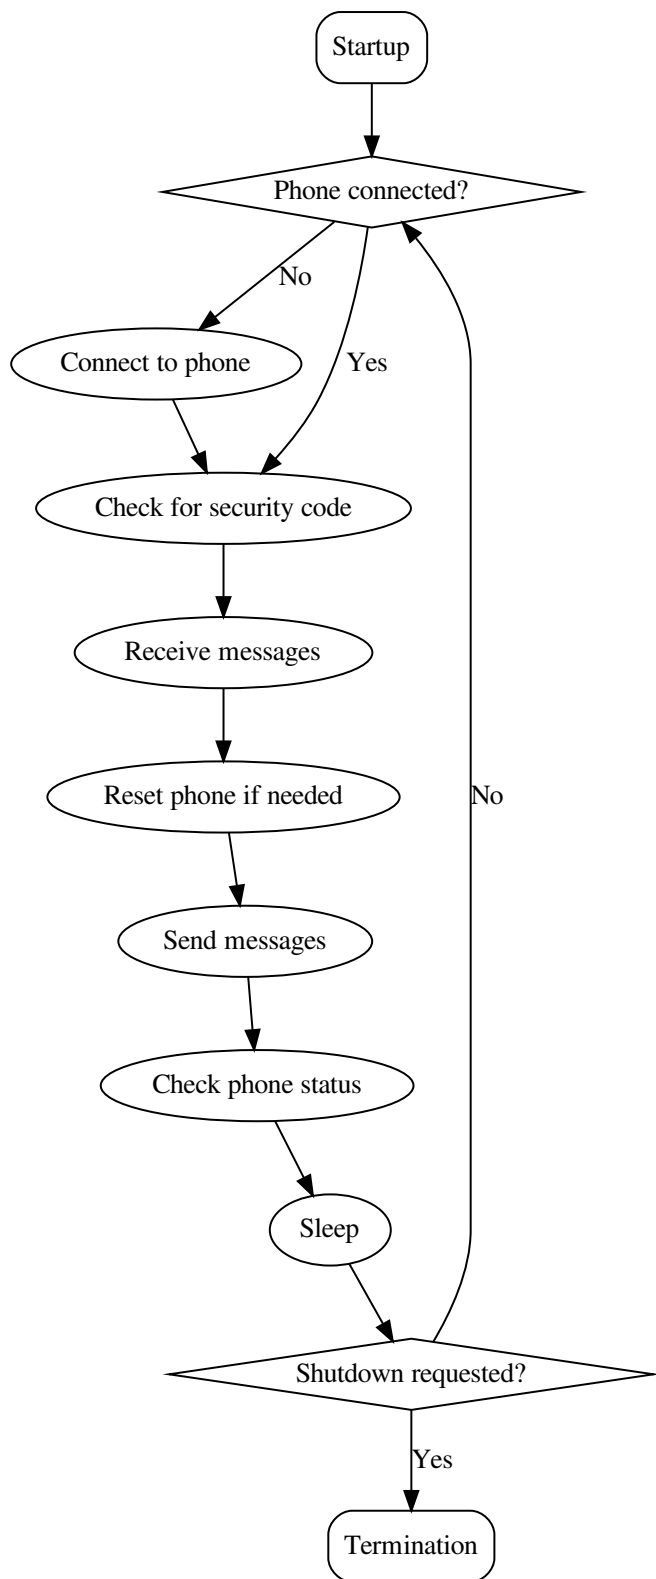 Startup
Phone connected?
No
Connect to phone
Yes
Check for security code
Receive messages
Reset phone if needed
No
Send messages
Check phone status
Sleep
Shutdown requested?
Yes
Termination